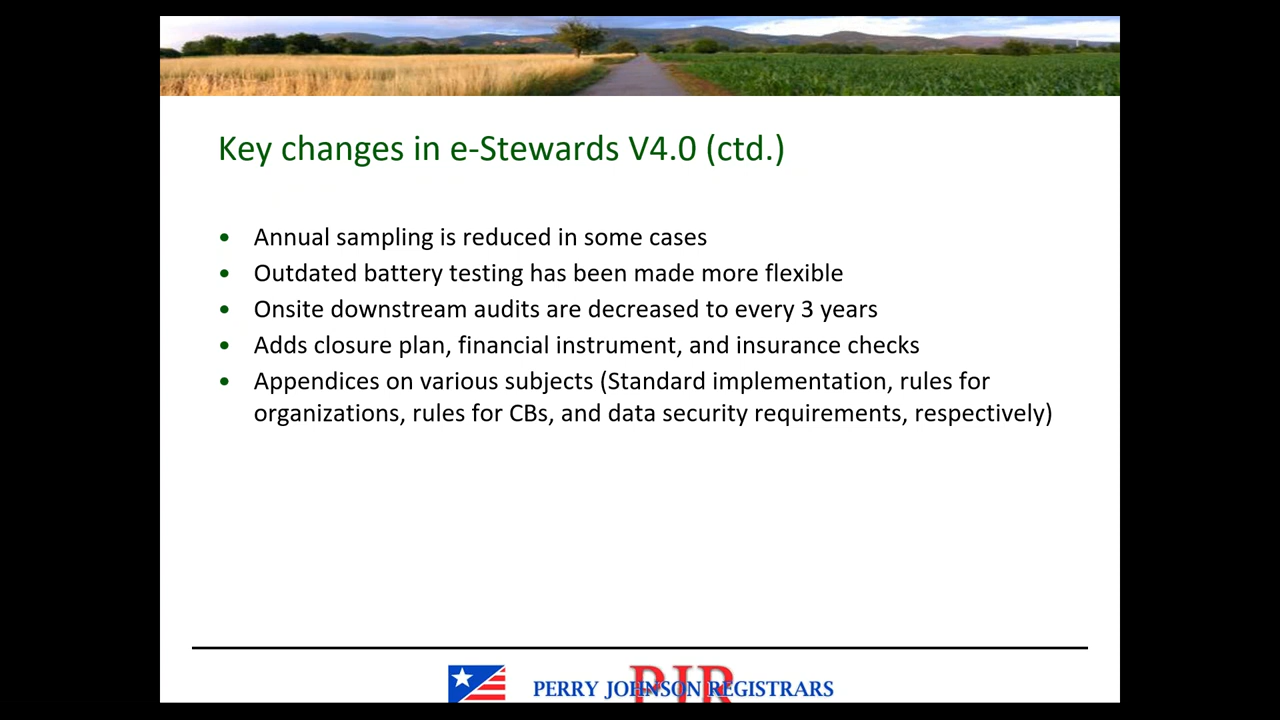 Key changes in e-Stewards V4.0 (ctd.)
• Annual sampling is reduced in some cases
• Outdated battery testing has been made more flexible
• Onsite downstream audits are decreased to every 3 years
• Adds closure plan, financial instrument, and insurance checks
• Appendices on various subjects (Standard implementation, rules for
organizations, rules for CBs, and data security requirements, respectively)
PJR
PERRY JOHNSON REGISTRARS